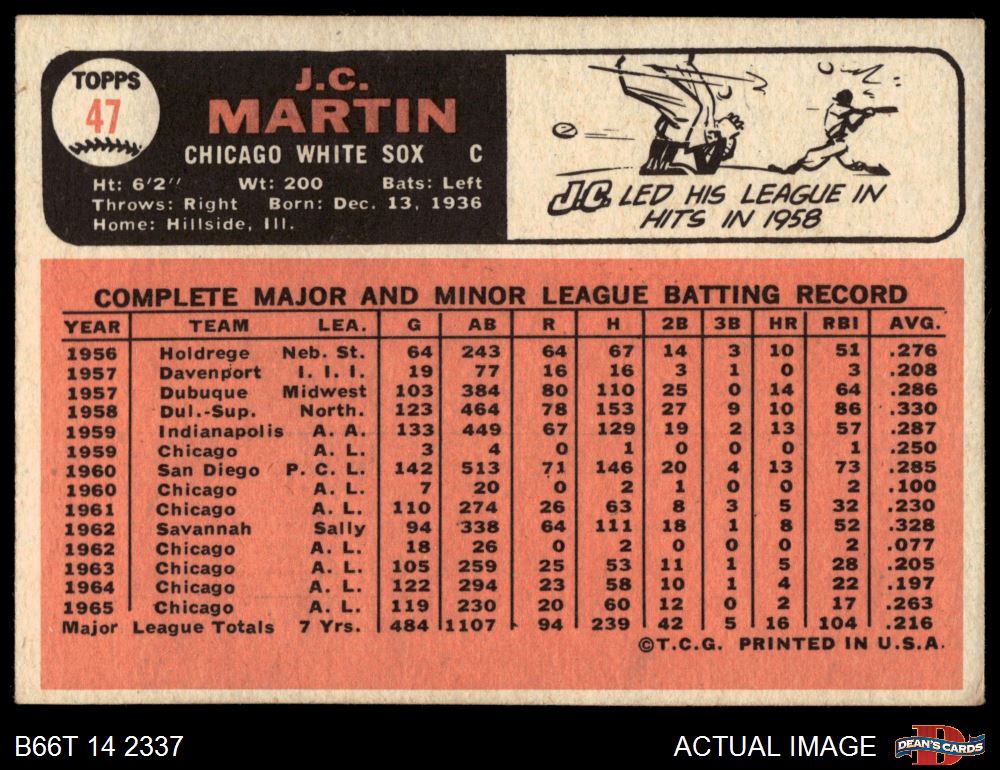 TOPPS
47
J.C.
MARTIN
CHICAGO WHITE SOX C
Ht: 6'2" Wt: 200 Bats: Left
Throws: Right Born: Dec. 13, 1936
Home: Hillside, Ill.
J.C. LED HIS LEAGUE IN
HITS IN 1958
COMPLETE MAJOR AND MINOR LEAGUE BATTING RECORD
YEAR TEAM LEA. G AB R H 2B 3B HR RBI AVG.
1956 Holdrege Neb. St. 64 243 64 67 14 3 10 51 .276
1957 Davenport I. I. I. 19 77 16 16 3 1 0 3 .208
1957 Dubuque Midwest 103 384 80 110 25 0 14 64 .286
1958 Dul.-Sup. North. 123 464 78 153 27 9 10 86 .330
1959 Indianapolis A. A. 133 449 67 129 19 2 13 57 .287
1959 Chicago A. L. 3 4 0 1 0 0 0 1 .250
1960 San Diego P. C. L. 142 513 71 146 20 4 13 73 .285
1960 Chicago A. L. 7 20 0 2 1 0 0 2 .100
1961 Chicago A. L. 110 274 26 63 8 3 5 32 .230
1962 Savannah Sally 94 338 64 111 18 1 8 52 .328
1962 Chicago A. L. 18 26 0 2 0 0 0 2 .077
1963 Chicago A. L. 105 259 25 53 11 1 5 28 .205
1964 Chicago A. L. 122 294 23 58 10 1 4 22 .197
1965 Chicago A. L. 119 230 20 60 12 0 2 17 .263
Major League Totals 7 Yrs. 484 1107 94 239 42 5 16 104 .216
©T.C.G. PRINTED IN U.S.A.
B66T 14 2337
ACTUAL IMAGE
DEAN'S CARDS